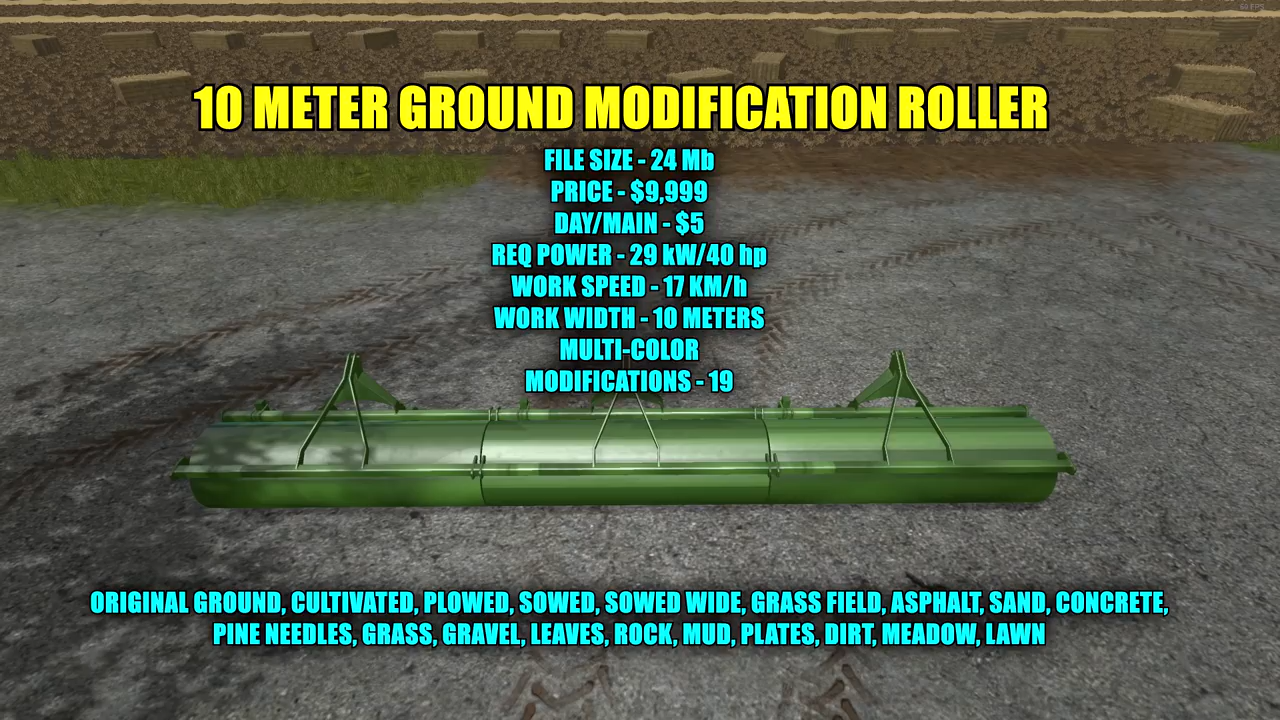 60 FPS
10 METER GROUND MODIFICATION ROLLER
FILE SIZE - 24 Mb
PRICE - $9,999
DAY/MAIN - $5
REQ POWER - 29 kW/40 hp
WORK SPEED - 17 KM/h
WORK WIDTH - 10 METERS
MULTI-COLOR
MODIFICATIONS - 19
ORIGINAL GROUND, CULTIVATED, PLOWED, SOWED, SOWED WIDE, GRASS FIELD, ASPHALT, SAND, CONCRETE,
PINE NEEDLES, GRASS, GRAVEL, LEAVES, ROCK, MUD, PLATES, DIRT, MEADOW, LAWN